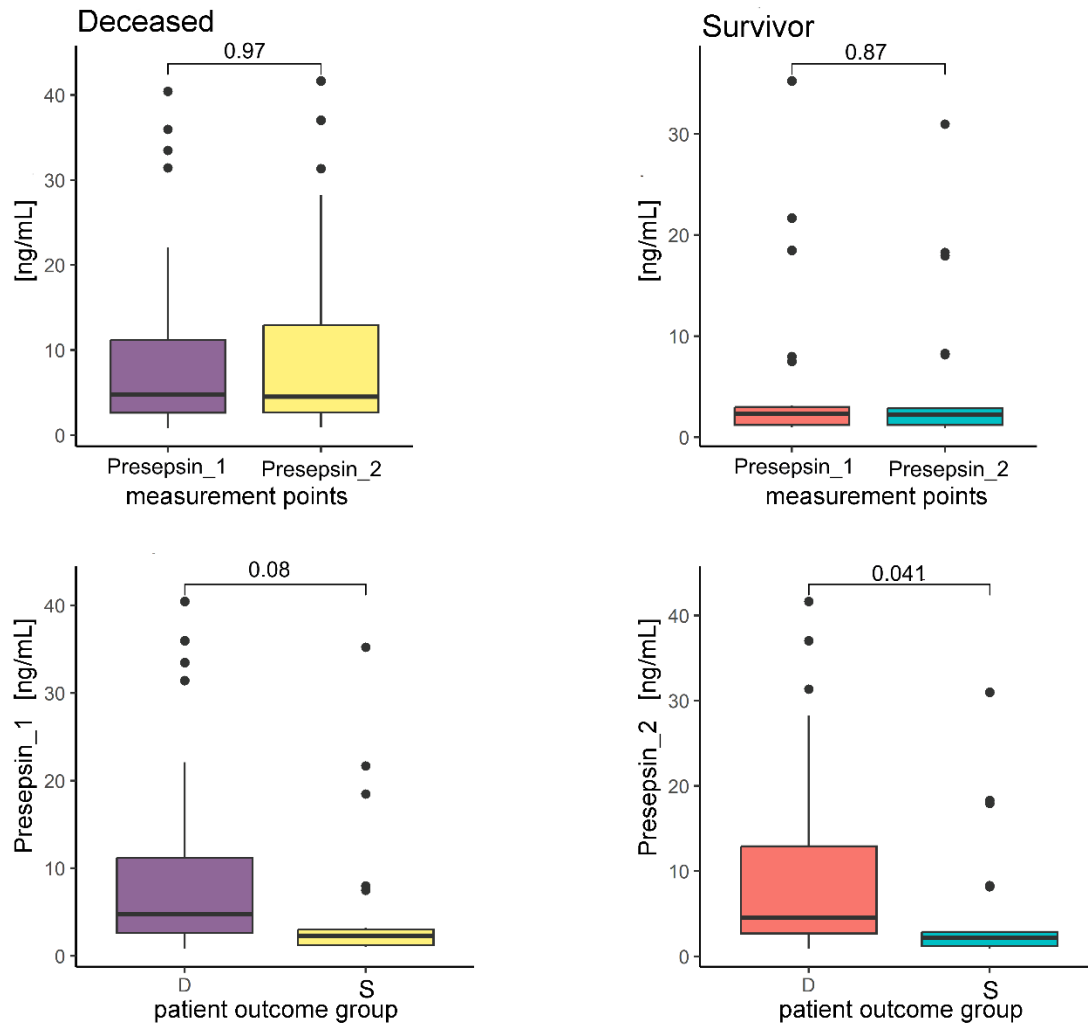 Deceased
0.97
40
30
20
10
0
[ng/mL]
Presepsin_1 Presepsin_2
measurement points
Survivor
0.87
30
20
10
0
[ng/mL]
Presepsin_1 Presepsin_2
measurement points
0.08
40
30
20
10
0
Presepsin_1 [ng/mL]
D S
patient outcome group
0.041
40
30
20
10
0
Presepsin_2 [ng/mL]
D S
patient outcome group